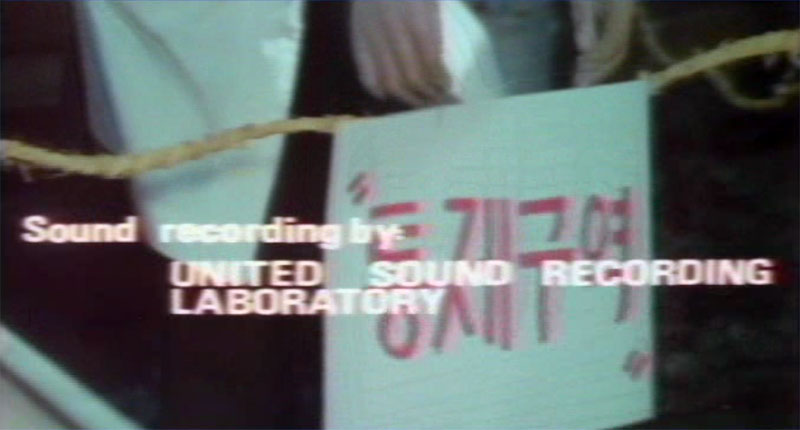 "통제구역"
Sound recording by:
UNITED SOUND RECORDING
LABORATORY